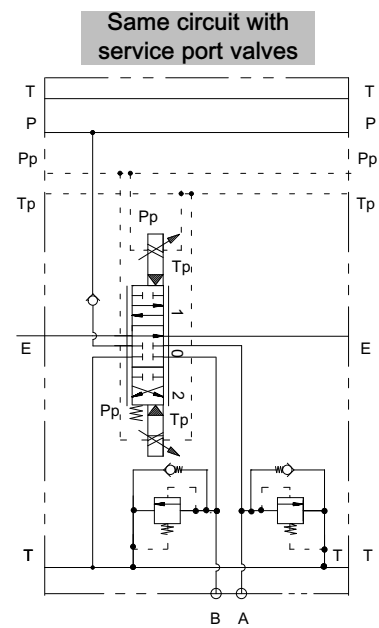 Same circuit with
service port valves
T T
P P
Pp Pp
Tp Tp
Pp
Tp
1
E 0 E
2
Pp Tp
T T T
B A